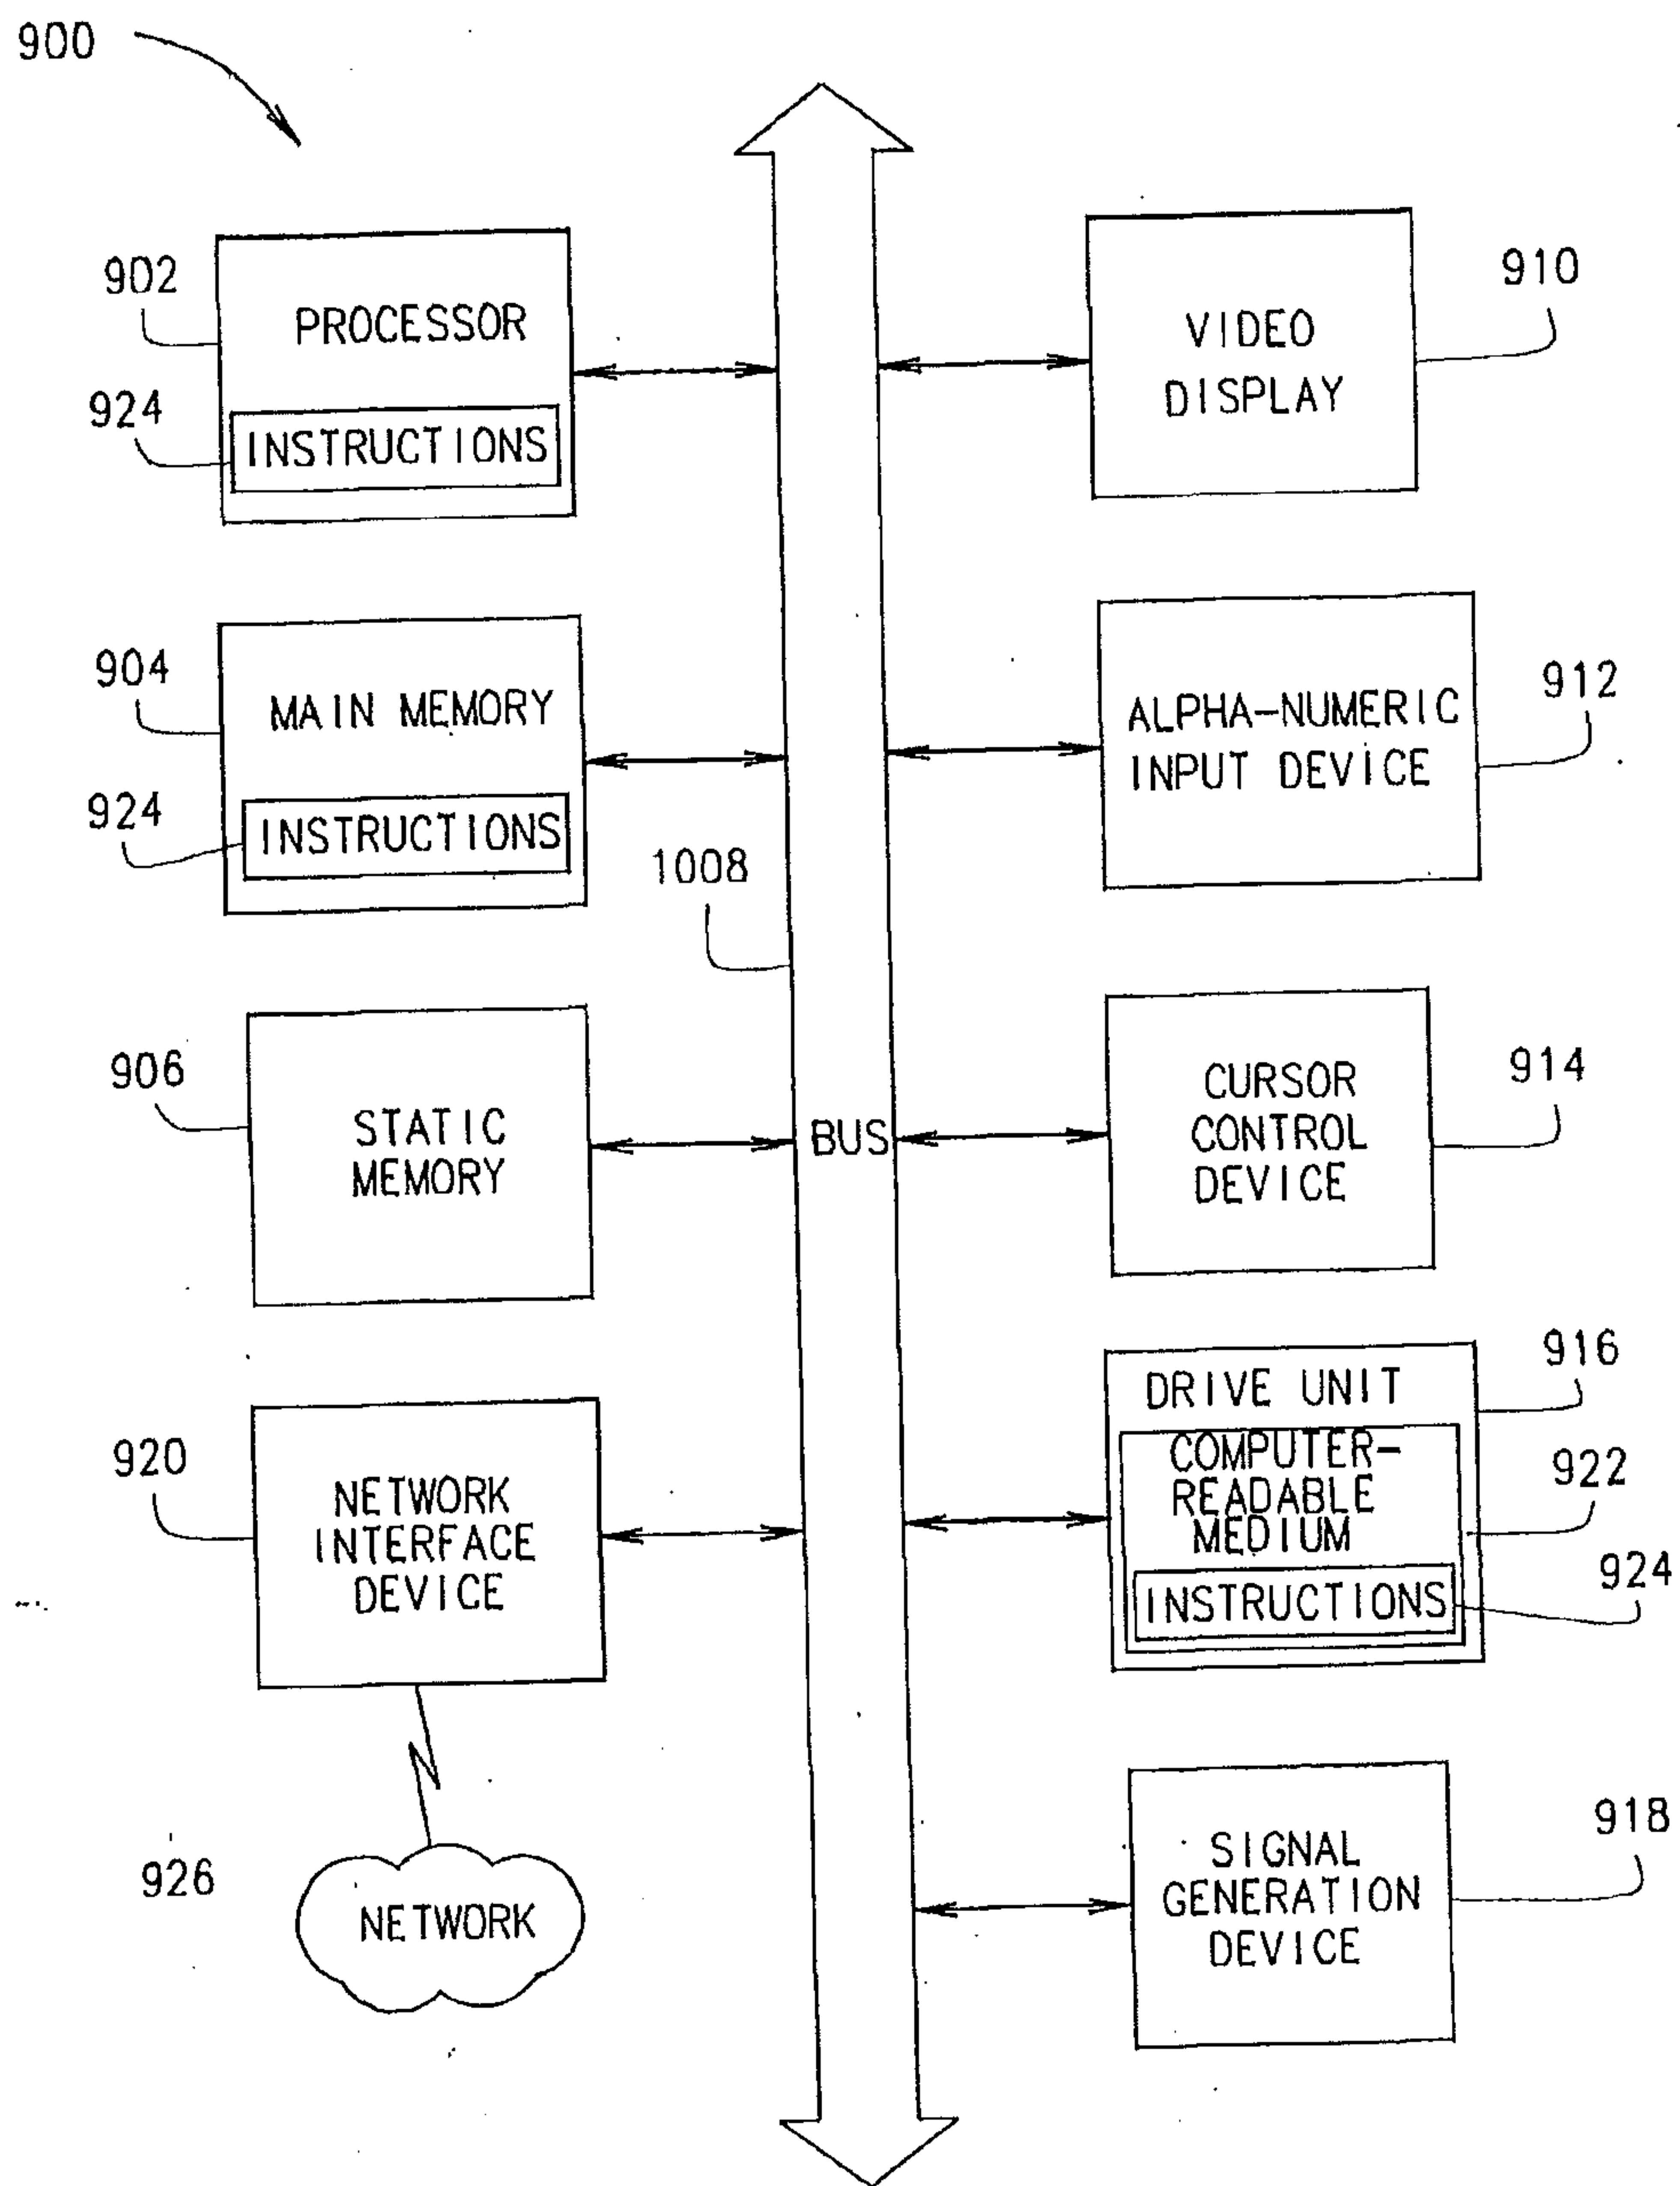 900
902
PROCESSOR
924
INSTRUCTIONS
904
MAIN MEMORY
924
INSTRUCTIONS
1008
906
STATIC
MEMORY
BUS
920
NETWORK
INTERFACE
DEVICE
926
NETWORK
910
VIDEO
DISPLAY
912
ALPHA-NUMERIC
INPUT DEVICE
914
CURSOR
CONTROL
DEVICE
916
DRIVE UNIT
922
COMPUTER-
READABLE
MEDIUM
924
INSTRUCTIONS
918
SIGNAL
GENERATION
DEVICE